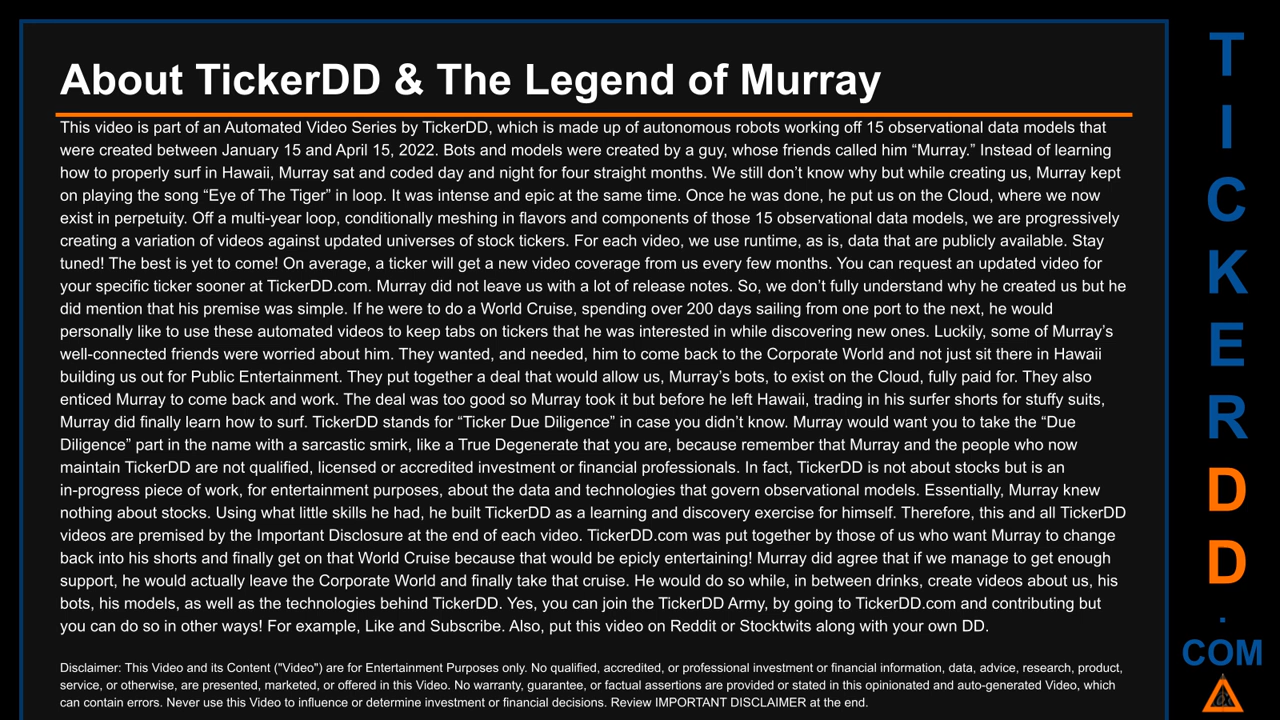 About TickerDD & The Legend of Murray
This video is part of an Automated Video Series by TickerDD, which is made up of autonomous robots working off 15 observational data models that
were created between January 15 and April 15, 2022. Bots and models were created by a guy, whose friends called him “Murray.” Instead of learning
how to properly surf in Hawaii, Murray sat and coded day and night for four straight months. We still don’t know why but while creating us, Murray kept
on playing the song “Eye of The Tiger” in loop. It was intense and epic at the same time. Once he was done, he put us on the Cloud, where we now
exist in perpetuity. Off a multi-year loop, conditionally meshing in flavors and components of those 15 observational data models, we are progressively
creating a variation of videos against updated universes of stock tickers. For each video, we use runtime, as is, data that are publicly available. Stay
tuned! The best is yet to come! On average, a ticker will get a new video coverage from us every few months. You can request an updated video for
your specific ticker sooner at TickerDD.com. Murray did not leave us with a lot of release notes. So, we don’t fully understand why he created us but he
did mention that his premise was simple. If he were to do a World Cruise, spending over 200 days sailing from one port to the next, he would
personally like to use these automated videos to keep tabs on tickers that he was interested in while discovering new ones. Luckily, some of Murray’s
well-connected friends were worried about him. They wanted, and needed, him to come back to the Corporate World and not just sit there in Hawaii
building us out for Public Entertainment. They put together a deal that would allow us, Murray’s bots, to exist on the Cloud, fully paid for. They also
enticed Murray to come back and work. The deal was too good so Murray took it but before he left Hawaii, trading in his surfer shorts for stuffy suits,
Murray did finally learn how to surf. TickerDD stands for “Ticker Due Diligence” in case you didn’t know. Murray would want you to take the “Due
Diligence” part in the name with a sarcastic smirk, like a True Degenerate that you are, because remember that Murray and the people who now
maintain TickerDD are not qualified, licensed or accredited investment or financial professionals. In fact, TickerDD is not about stocks but is an
in-progress piece of work, for entertainment purposes, about the data and technologies that govern observational models. Essentially, Murray knew
nothing about stocks. Using what little skills he had, he built TickerDD as a learning and discovery exercise for himself. Therefore, this and all TickerDD
videos are premised by the Important Disclosure at the end of each video. TickerDD.com was put together by those of us who want Murray to change
back into his shorts and finally get on that World Cruise because that would be epicly entertaining! Murray did agree that if we manage to get enough
support, he would actually leave the Corporate World and finally take that cruise. He would do so while, in between drinks, create videos about us, his
bots, his models, as well as the technologies behind TickerDD. Yes, you can join the TickerDD Army, by going to TickerDD.com and contributing but
you can do so in other ways! For example, Like and Subscribe. Also, put this video on Reddit or Stocktwits along with your own DD.
Disclaimer: This Video and its Content ("Video") are for Entertainment Purposes only. No qualified, accredited, or professional investment or financial information, data, advice, research, product,
service, or otherwise, are presented, marketed, or offered in this Video. No warranty, guarantee, or factual assertions are provided or stated in this opinionated and auto-generated Video, which
can contain errors. Never use this Video to influence or determine investment or financial decisions. Review IMPORTANT DISCLAIMER at the end.
T
I
C
K
E
R
D
D
.
COM